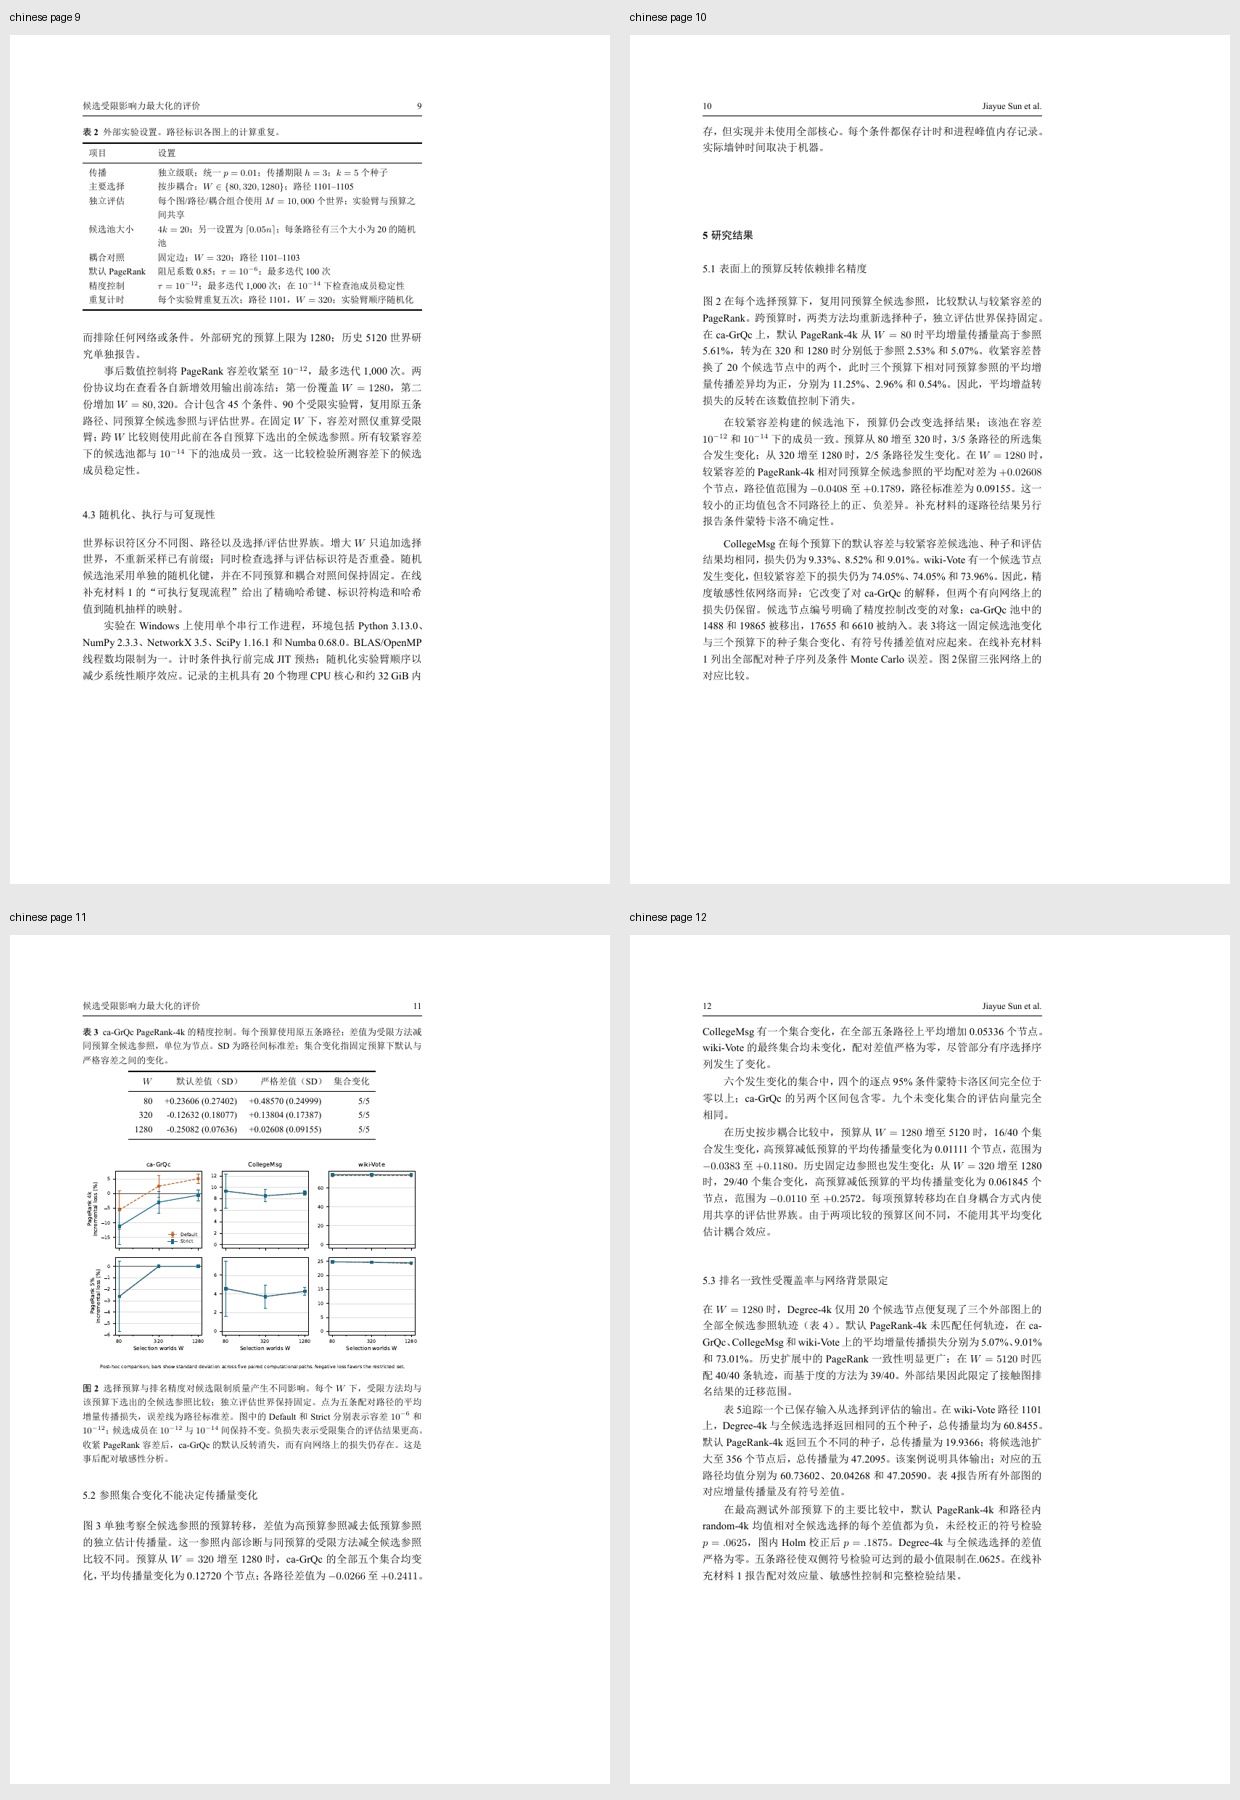 chinese page 9
候选受限影响力最大化的评价 9
表 2 外部实验设置。路径标识各图上的计算重复。
项目 设置
传播 独立级联；统一 p = 0.01；传播期限 h = 3；k = 5 个种子
主要选择 按步耦合；W ∈ {80, 320, 1280}；路径 1101–1105
独立评估 每个图/路径/耦合组合使用 M = 10,000 个世界；实验臂与预算之
间共享
候选池大小 4k = 20；另一设置为 ⌈0.05n⌉；每条路径有三个大小为 20 的随机
池
耦合对照 固定边；W = 320；路径 1101–1103
默认 PageRank 阻尼系数 0.85；τ = 10⁻⁶；最多迭代 100 次
精度控制 τ = 10⁻¹²；最多迭代 1,000 次；在 10⁻¹⁴ 下检查池成员稳定性
重复计时 每个实验臂重复五次；路径 1101，W = 320；实验臂顺序随机化
而排除任何网络或条件。外部研究的预算上限为 1280；历史 5120 世界研
究单独报告。
事后数值控制将 PageRank 容差收紧至 10⁻¹²，最多迭代 1,000 次。两
份协议均在查看各自新增效用输出前冻结：第一份覆盖 W = 1280，第二
份增加 W = 80, 320。合计包含 45 个条件、90 个受限实验臂，复用原五条
路径、同预算全候选参照与评估世界。在固定 W 下，容差对照仅重算受限
臂；跨 W 比较则使用此前在各自预算下选出的全候选参照。所有较紧容差
下的候选池都与 10⁻¹⁴ 下的池成员一致。这一比较检验所测容差下的候选
成员稳定性。
4.3 随机化、执行与可复现性
世界标识符区分不同图、路径以及选择/评估世界族。增大 W 只追加选择
世界，不重新采样已有前缀；同时检查选择与评估标识符是否重叠。随机
候选池采用单独的随机化键，并在不同预算和耦合对照间保持固定。在线
补充材料 1 的“可执行复现流程”给出了精确哈希键、标识符构造和哈希
值到随机抽样的映射。
实验在 Windows 上使用单个串行工作进程，环境包括 Python 3.13.0、
NumPy 2.3.3、NetworkX 3.5、SciPy 1.16.1 和 Numba 0.68.0。BLAS/OpenMP
线程数均限制为一。计时条件执行前完成 JIT 预热；随机化实验臂顺序以
减少系统性顺序效应。记录的主机具有 20 个物理 CPU 核心和约 32 GiB 内
chinese page 10
10 Jiayue Sun et al.
存，但实现并未使用全部核心。每个条件都保存计时和进程峰值内存记录。
实际墙钟时间取决于机器。
5 研究结果
5.1 表面上的预算反转依赖排名精度
图 2 在每个选择预算下，复用同预算全候选参照，比较默认与较紧容差的
PageRank。跨预算时，两类方法均重新选择种子，独立评估世界保持固定。
在 ca-GrQc 上，默认 PageRank-4k 从 W = 80 时平均增量传播量高于参照
5.61%，转为在 320 和 1280 时分别低于参照 2.53% 和 5.07%。收紧容差替
换了 20 个候选节点中的两个，此时三个预算下相对同预算参照的平均增
量传播差异均为正，分别为 11.25%、2.96% 和 0.54%。因此，平均增益转
损失的反转在该数值控制下消失。
在较紧容差构建的候选池下，预算仍会改变选择结果；该池在容差
10⁻¹² 和 10⁻¹⁴ 下的成员一致。预算从 80 增至 320 时，3/5 条路径的所选集
合发生变化；从 320 增至 1280 时，2/5 条路径发生变化。在 W = 1280 时，
较紧容差的 PageRank-4k 相对同预算全候选参照的平均配对差为 +0.02608
个节点，路径值范围为 −0.0408 至 +0.1789，路径标准差为 0.09155。这一
较小的正均值包含不同路径上的正、负差异。补充材料的逐路径结果另行
报告条件蒙特卡洛不确定性。
CollegeMsg 在每个预算下的默认容差与较紧容差候选池、种子和评估
结果均相同，损失仍为 9.33%、8.52% 和 9.01%。wiki-Vote 有一个候选节点
发生变化，但较紧容差下的损失仍为 74.05%、74.05% 和 73.96%。因此，精
度敏感性依网络而异：它改变了对 ca-GrQc 的解释，但两个有向网络上的
损失仍保留。候选节点编号明确了精度控制改变的对象：ca-GrQc 池中的
1488 和 19865 被移出，17655 和 6610 被纳入。表 3将这一固定候选池变化
与三个预算下的种子集合变化、有符号传播差值对应起来。在线补充材料
1 列出全部配对种子序列及条件 Monte Carlo 误差。图 2保留三张网络上的
对应比较。
chinese page 11
候选受限影响力最大化的评价 11
表 3 ca-GrQc PageRank-4k 的精度控制。每个预算使用原五条路径；差值为受限方法减
同预算全候选参照，单位为节点。SD 为路径间标准差；集合变化指固定预算下默认与
严格容差之间的变化。
W 默认差值（SD） 严格差值（SD） 集合变化
80 +0.23606 (0.27402) +0.48570 (0.24999) 5/5
320 -0.12632 (0.18077) +0.13804 (0.17387) 5/5
1280 -0.25082 (0.07636) +0.02608 (0.09155) 5/5
ca-GrQc CollegeMsg wiki-Vote
PageRank 4k
incremental loss (%)
5
0
−5
−10
−15
Default
Strict
12
10
8
6
4
2
0
60
40
20
0
PageRank 5%
incremental loss (%)
0
−1
−2
−3
−4
−5
−6
6
4
2
0
25
20
15
10
5
0
80 320 1280 80 320 1280 80 320 1280
Selection worlds W Selection worlds W Selection worlds W
Post-hoc comparison; bars show standard deviation across five paired computational paths. Negative loss favors the restricted set.
图 2 选择预算与排名精度对候选限制质量产生不同影响。每个 W 下，受限方法均与
该预算下选出的全候选参照比较；独立评估世界保持固定。点为五条配对路径的平均
增量传播损失，误差线为路径标准差。图中的 Default 和 Strict 分别表示容差 10⁻⁶ 和
10⁻¹²；候选成员在 10⁻¹² 与 10⁻¹⁴ 间保持不变。负损失表示受限集合的评估结果更高。
收紧 PageRank 容差后，ca-GrQc 的默认反转消失，而有向网络上的损失仍存在。这是
事后配对敏感性分析。
5.2 参照集合变化不能决定传播量变化
图 3 单独考察全候选参照的预算转移，差值为高预算参照减去低预算参照
的独立估计传播量。这一参照内部诊断与同预算的受限方法减全候选参照
比较不同。预算从 W = 320 增至 1280 时，ca-GrQc 的全部五个集合均变
化，平均传播量变化为 0.12720 个节点；各路径差值为 −0.0266 至 +0.2411。
chinese page 12
12 Jiayue Sun et al.
CollegeMsg 有一个集合变化，在全部五条路径上平均增加 0.05336 个节点。
wiki-Vote 的最终集合均未变化，配对差值严格为零，尽管部分有序选择序
列发生了变化。
六个发生变化的集合中，四个的逐点 95% 条件蒙特卡洛区间完全位于
零以上；ca-GrQc 的另两个区间包含零。九个未变化集合的评估向量完全
相同。
在历史按步耦合比较中，预算从 W = 1280 增至 5120 时，16/40 个集
合发生变化，高预算减低预算的平均传播量变化为 0.01111 个节点，范围为
−0.0383 至 +0.1180。历史固定边参照也发生变化：从 W = 320 增至 1280
时，29/40 个集合变化，高预算减低预算的平均传播量变化为 0.061845 个
节点，范围为 −0.0110 至 +0.2572。每项预算转移均在自身耦合方式内使
用共享的评估世界族。由于两项比较的预算区间不同，不能用其平均变化
估计耦合效应。
5.3 排名一致性受覆盖率与网络背景限定
在 W = 1280 时，Degree-4k 仅用 20 个候选节点便复现了三个外部图上的
全部全候选参照轨迹（表 4）。默认 PageRank-4k 未匹配任何轨迹，在 ca-
GrQc、CollegeMsg 和 wiki-Vote 上的平均增量传播损失分别为 5.07%、9.01%
和 73.01%。历史扩展中的 PageRank 一致性明显更广：在 W = 5120 时匹
配 40/40 条轨迹，而基于度的方法为 39/40。外部结果因此限定了接触图排
名结果的迁移范围。
表 5追踪一个已保存输入从选择到评估的输出。在 wiki-Vote 路径 1101
上，Degree-4k 与全候选选择返回相同的五个种子，总传播量均为 60.8455。
默认 PageRank-4k 返回五个不同的种子，总传播量为 19.9366；将候选池扩
大至 356 个节点后，总传播量为 47.2095。该案例说明具体输出；对应的五
路径均值分别为 60.73602、20.04268 和 47.20590。表 4报告所有外部图的
对应增量传播量及有符号差值。
在最高测试外部预算下的主要比较中，默认 PageRank-4k 和路径内
random-4k 均值相对全候选选择的每个差值都为负，未经校正的符号检验
p = .0625，图内 Holm 校正后 p = .1875。Degree-4k 与全候选选择的差值
严格为零。五条路径使双侧符号检验可达到的最小值限制在.0625。在线补
充材料 1 报告配对效应量、敏感性控制和完整检验结果。